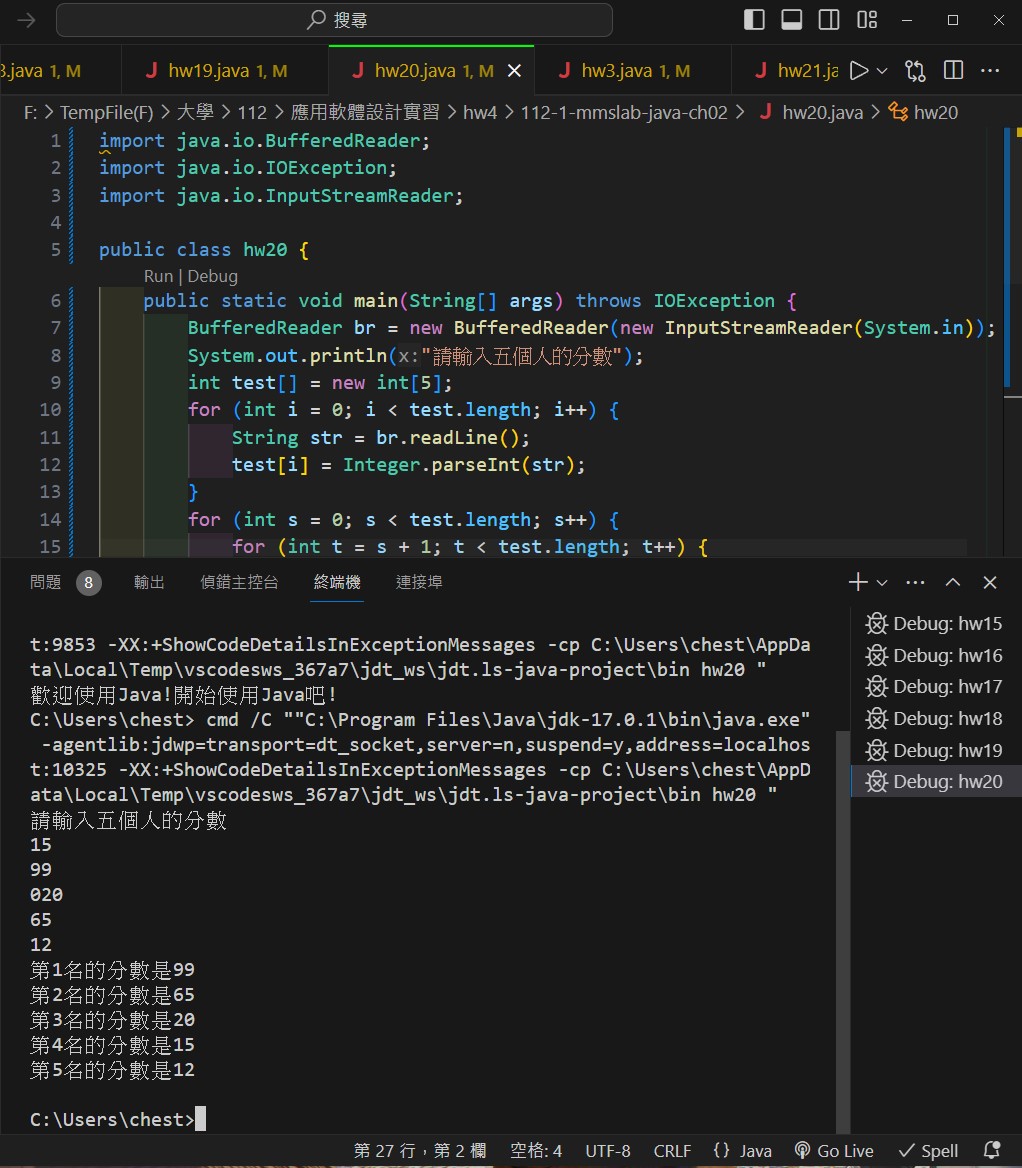 搜尋
3.java 1, M
hw19.java 1, M
hw20.java 1, M
hw3.java 1, M
hw21.ja
F: > TempFile(F) > 大學 > 112 > 應用軟體設計實習 > hw4 > 112-1-mmslab-java-ch02 > J hw20.java > hw20
1 import java.io.BufferedReader;
2 import java.io.IOException;
3 import java.io.InputStreamReader;
4
5 public class hw20 {
Run | Debug
6 public static void main(String[] args) throws IOException {
7 BufferedReader br = new BufferedReader(new InputStreamReader(System.in));
8 System.out.println(x:"請輸入五個人的分數");
9 int test[] = new int[5];
10 for (int i = 0; i < test.length; i++) {
11 String str = br.readLine();
12 test[i] = Integer.parseInt(str);
13 }
14 for (int s = 0; s < test.length; s++) {
15 for (int t = s + 1; t < test.length; t++) {
問題 8 輸出 偵錯主控台 終端機 連接埠
t:9853 -XX:+ShowCodeDetailsInExceptionMessages -cp C:\Users\chest\AppDa
ta\Local\Temp\vscodesws_367a7\jdt_ws\jdt.ls-java-project\bin hw20 "
歡迎使用Java!開始使用Java吧!
C:\Users\chest> cmd /C ""C:\Program Files\Java\jdk-17.0.1\bin\java.exe"
-agentlib:jdwp=transport=dt_socket,server=n,suspend=y,address=localhos
t:10325 -XX:+ShowCodeDetailsInExceptionMessages -cp C:\Users\chest\AppD
ata\Local\Temp\vscodesws_367a7\jdt_ws\jdt.ls-java-project\bin hw20 "
請輸入五個人的分數
15
99
020
65
12
第1名的分數是99
第2名的分數是65
第3名的分數是20
第4名的分數是15
第5名的分數是12
C:\Users\chest>
Debug: hw15
Debug: hw16
Debug: hw17
Debug: hw18
Debug: hw19
Debug: hw20
第 27 行，第 2 欄 空格: 4 UTF-8 CRLF {} Java Go Live Spell